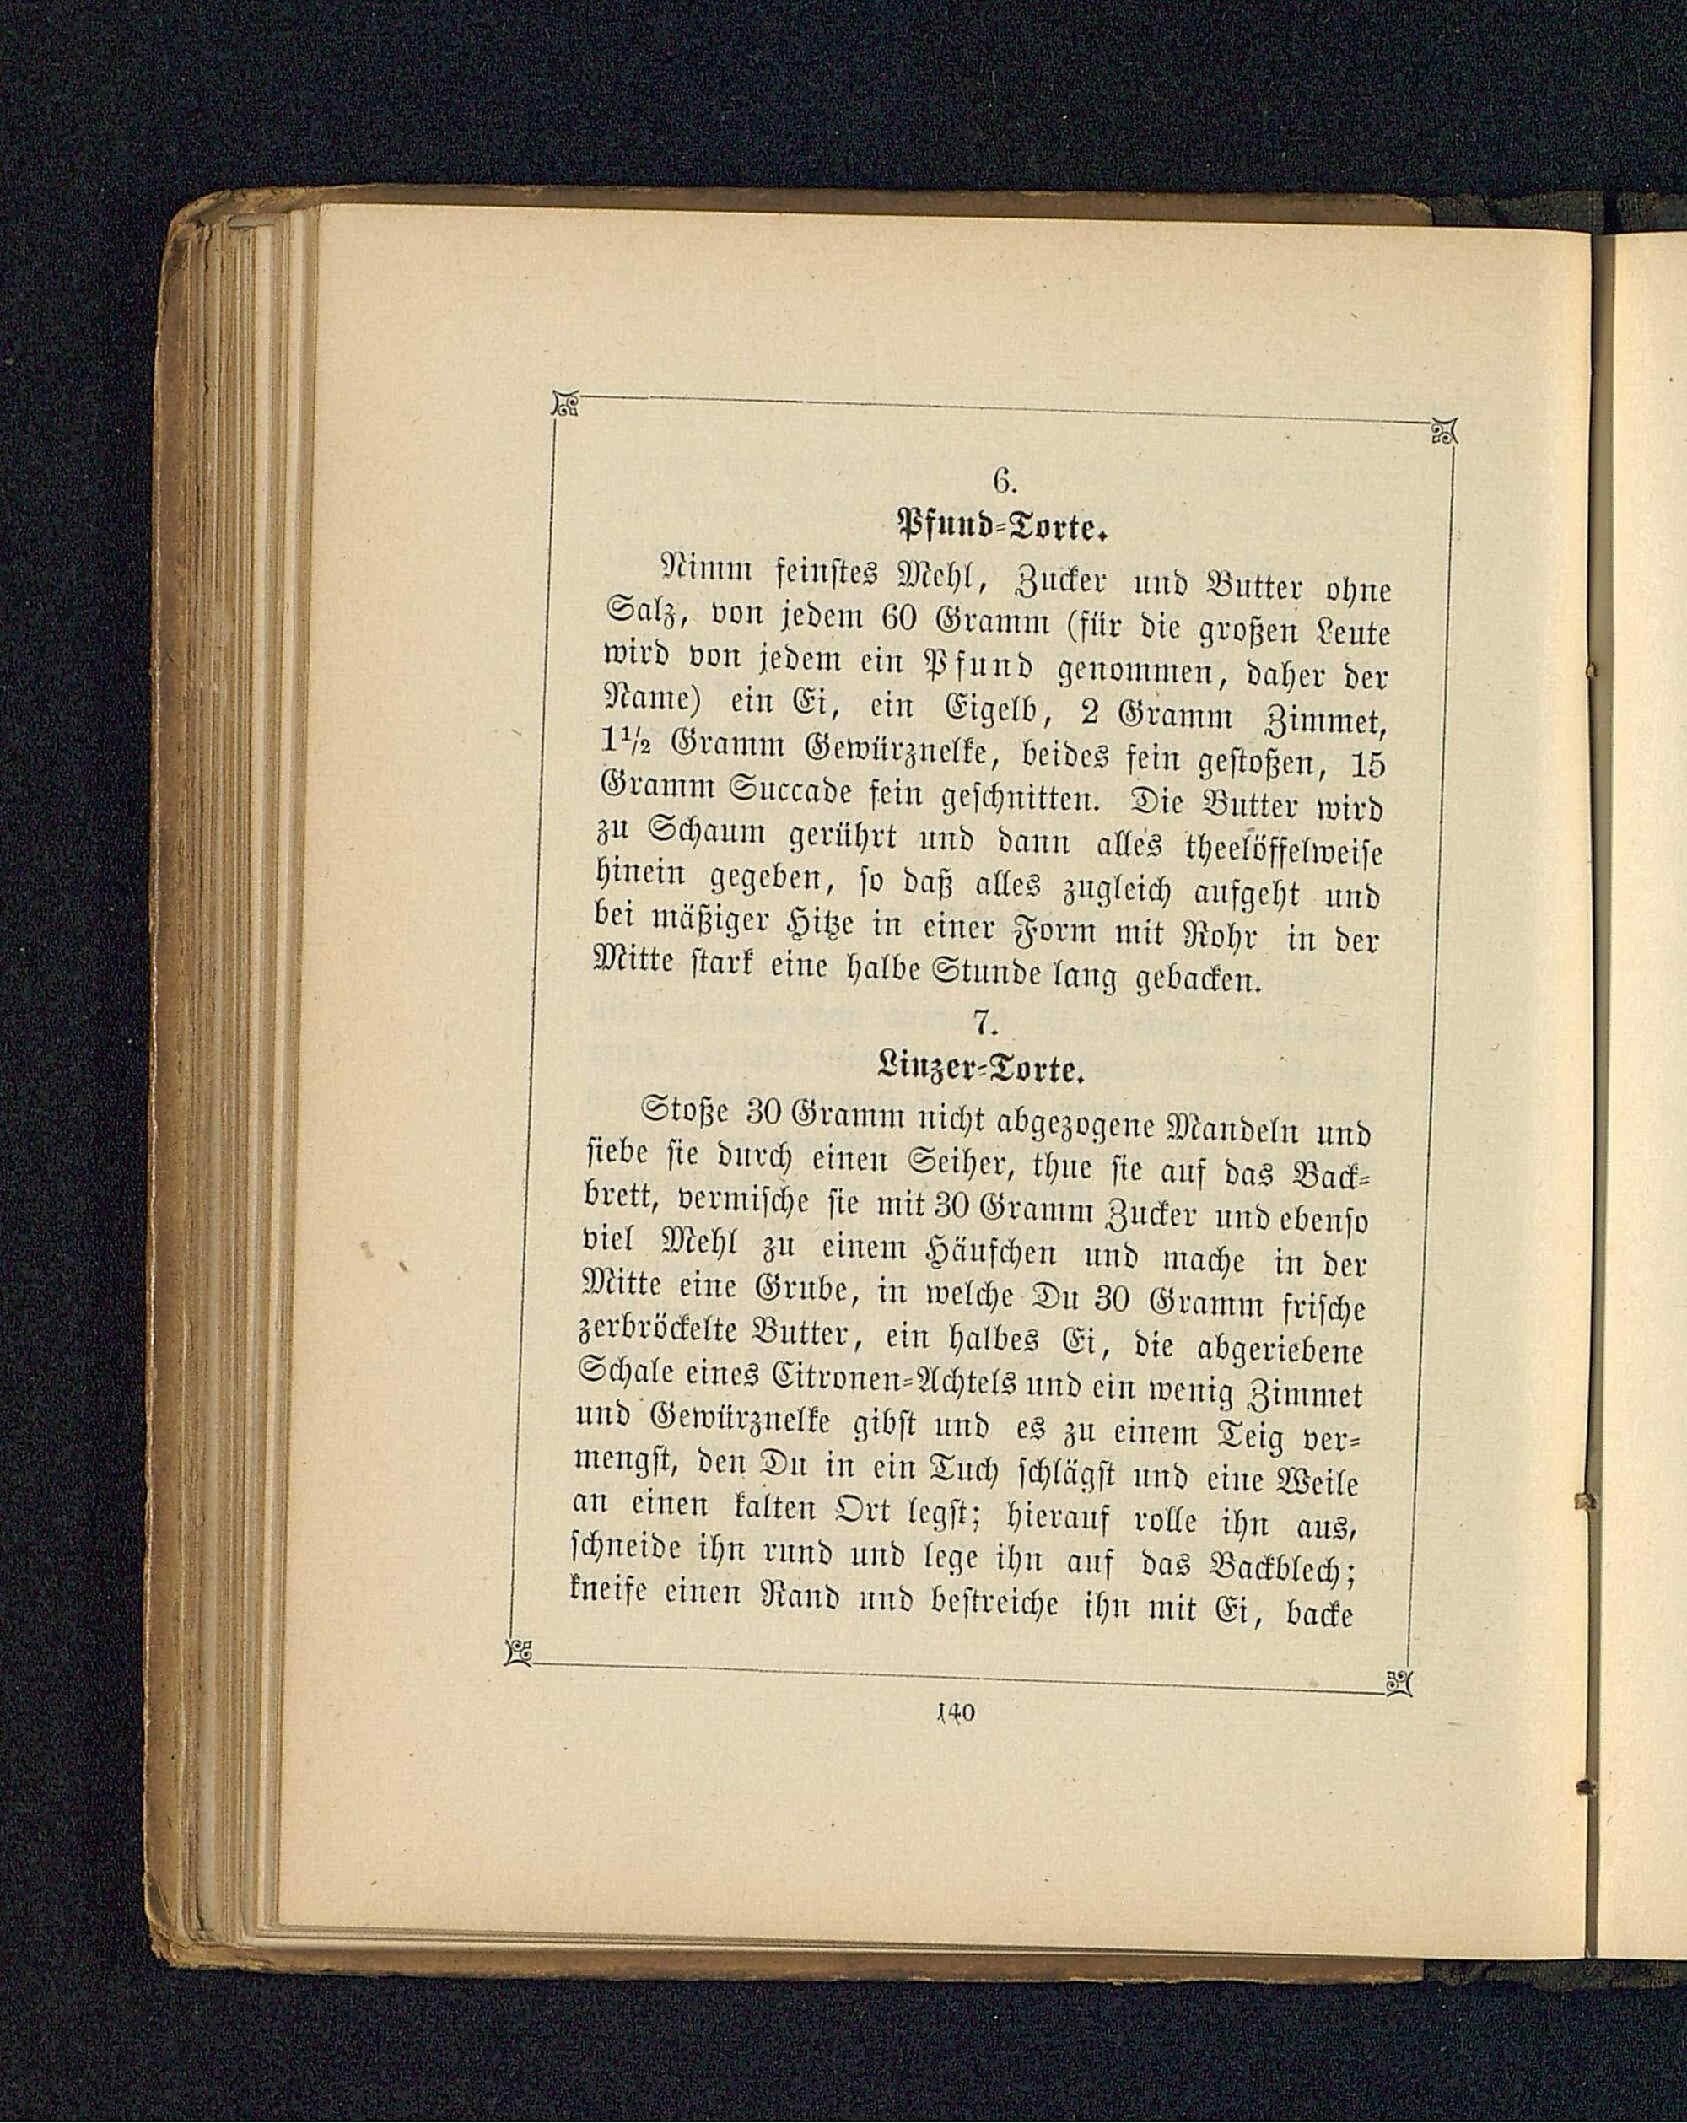 6.
Pfund-Torte.
Nimm feinstes Mehl, Zucker und Butter ohne
Salz, von jedem 60 Gramm (für die großen Leute
wird von jedem ein Pfund genommen, daher der
Name) ein Ei, ein Eigelb, 2 Gramm Zimmet,
1½ Gramm Gewürznelke, beides fein gestoßen, 15
Gramm Succade fein geschnitten. Die Butter wird
zu Schaum gerührt und dann alles theelöffelweise
hinein gegeben, so daß alles zugleich aufgeht und
bei mäßiger Hitze in einer Form mit Rohr in der
Mitte stark eine halbe Stunde lang gebacken.
7.
Linzer-Torte.
Stoße 30 Gramm nicht abgezogene Mandeln und
siebe sie durch einen Seiher, thue sie auf das Back-
brett, vermische sie mit 30 Gramm Zucker und ebenso
viel Mehl zu einem Häufchen und mache in der
Mitte eine Grube, in welche Du 30 Gramm frische
zerbröckelte Butter, ein halbes Ei, die abgeriebene
Schale eines Citronen-Achtels und ein wenig Zimmet
und Gewürznelke gibst und es zu einem Teig ver-
mengst, den Du in ein Tuch schlägst und eine Weile
an einen kalten Ort legst; hierauf rolle ihn aus,
schneide ihn rund und lege ihn auf das Backblech;
kneife einen Rand und bestreiche ihn mit Ei, backe
140